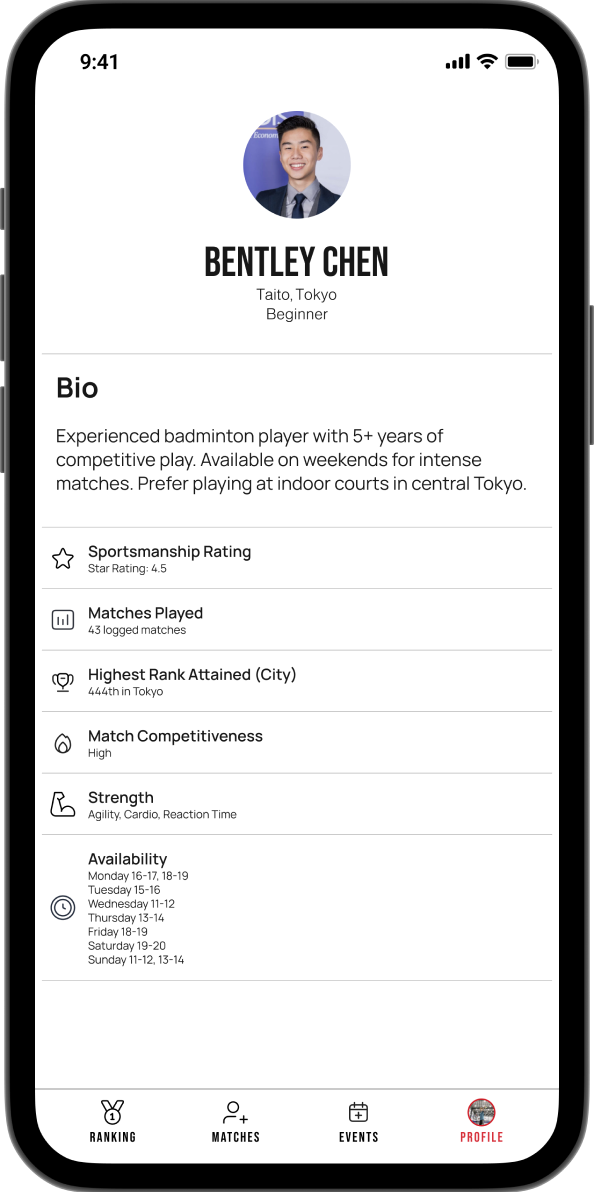 9:41
Econom
BENTLEY CHEN
Taito, Tokyo
Beginner
Bio
Experienced badminton player with 5+ years of
competitive play. Available on weekends for intense
matches. Prefer playing at indoor courts in central Tokyo.
Sportsmanship Rating
Star Rating: 4.5
Matches Played
43 logged matches
Highest Rank Attained (City)
444th in Tokyo
Match Competitiveness
High
Strength
Agility, Cardio, Reaction Time
Availability
Monday 16-17, 18-19
Tuesday 15-16
Wednesday 11-12
Thursday 13-14
Friday 18-19
Saturday 19-20
Sunday 11-12, 13-14
1
RANKING
MATCHES
EVENTS
PROFILE